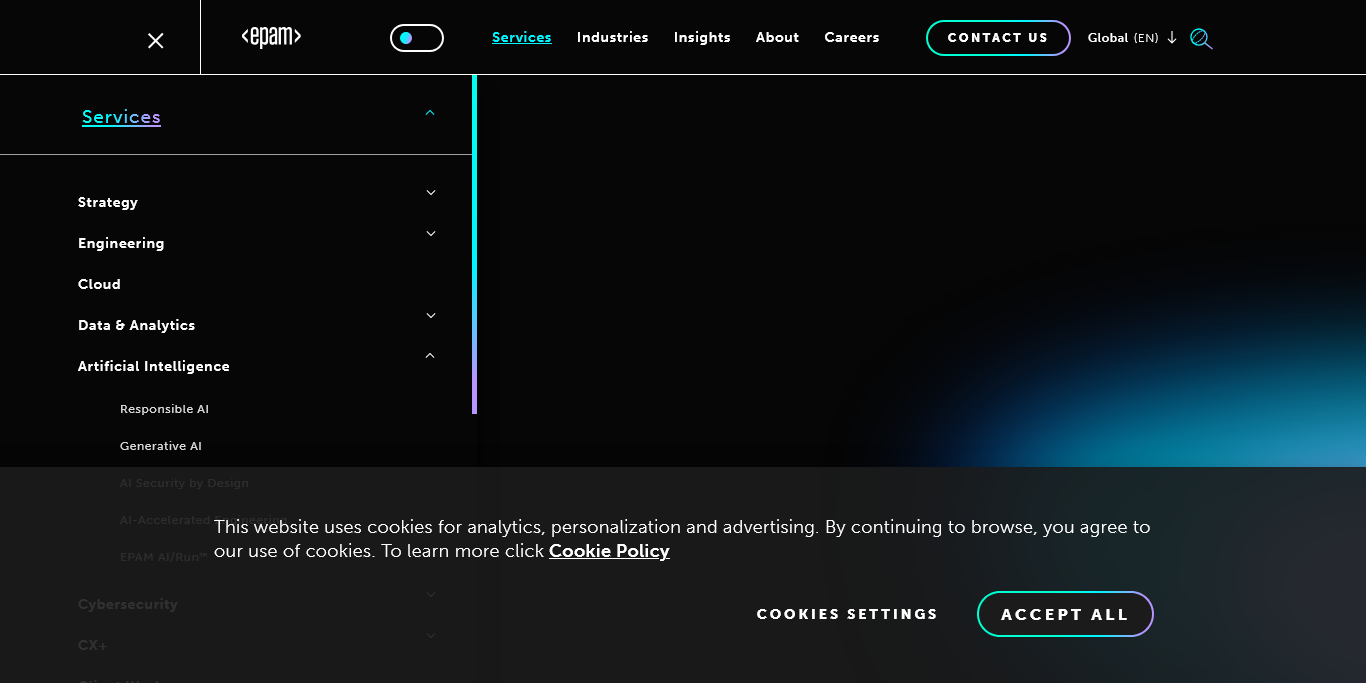 <epam>
Services
Industries
Insights
About
Careers
CONTACT US
Global (EN)
Services
Strategy
Engineering
Cloud
Data & Analytics
Artificial Intelligence
Responsible AI
Generative AI
AI Security by Design
AI-Accelerated Engineering
EPAM AI/Run™
This website uses cookies for analytics, personalization and advertising. By continuing to browse, you agree to
our use of cookies. To learn more click Cookie Policy
Cybersecurity
COOKIES SETTINGS
ACCEPT ALL
CX+